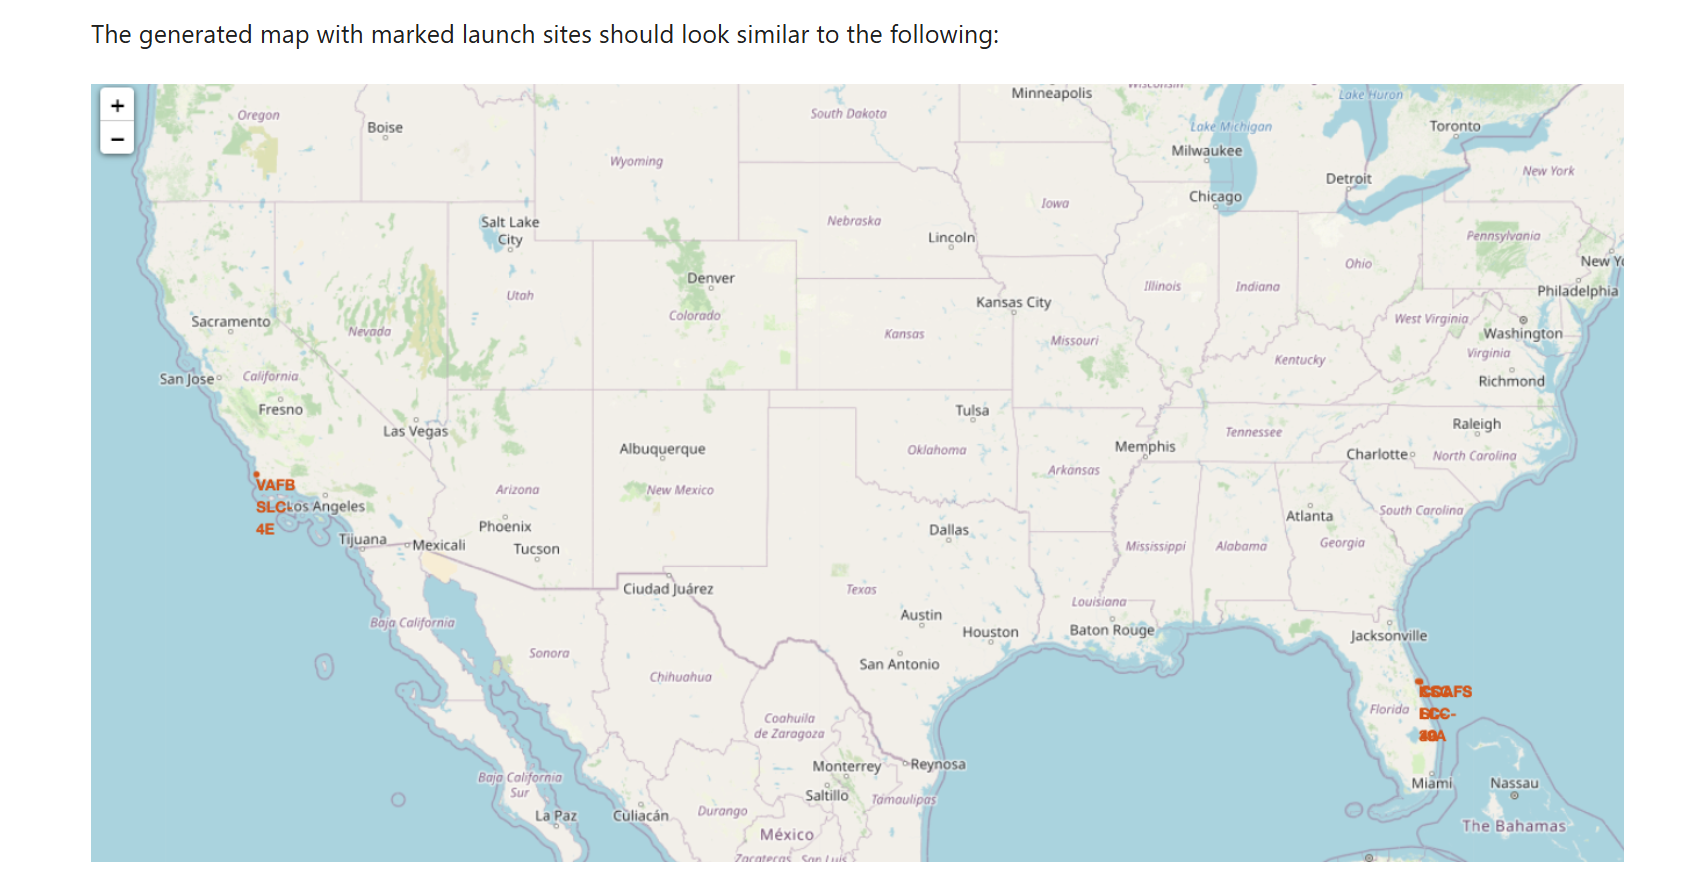 The generated map with marked launch sites should look similar to the following:
+
−
Minneapolis
Lake Huron
Oregon
South Dakota
Boise
Lake Michigan
Toronto
Milwaukee
Wyoming
New York
Detroit
Chicago
Iowa
Salt Lake
City
Nebraska
Lincoln
Pennsylvania
New Yo
Ohio
Denver
Utah
Illinois
Indiana
Philadelphia
Kansas City
Colorado
Sacramento
Nevada
Kansas
Missouri
West Virginia
Washington
Virginia
Kentucky
San Jose
California
Richmond
Fresno
Tulsa
Las Vegas
Raleigh
Albuquerque
Oklahoma
Memphis
Tennessee
Charlotte
North Carolina
Arkansas
VAFB
SLC-
4E
Los Angeles
Arizona
New Mexico
Phoenix
Dallas
Atlanta
South Carolina
Tijuana
Mexicali
Tucson
Mississippi
Alabama
Georgia
Ciudad Juárez
Texas
Louisiana
Baja California
Austin
Houston
Baton Rouge
Jacksonville
Sonora
San Antonio
Chihuahua
Florida
Coahuila
de Zaragoza
Monterrey
Reynosa
Baja California
Sur
Miami
Nassau
Saltillo
Tamaulipas
La Paz
Culiacán
Durango
México
The Bahamas
Zacatecas
San Luis